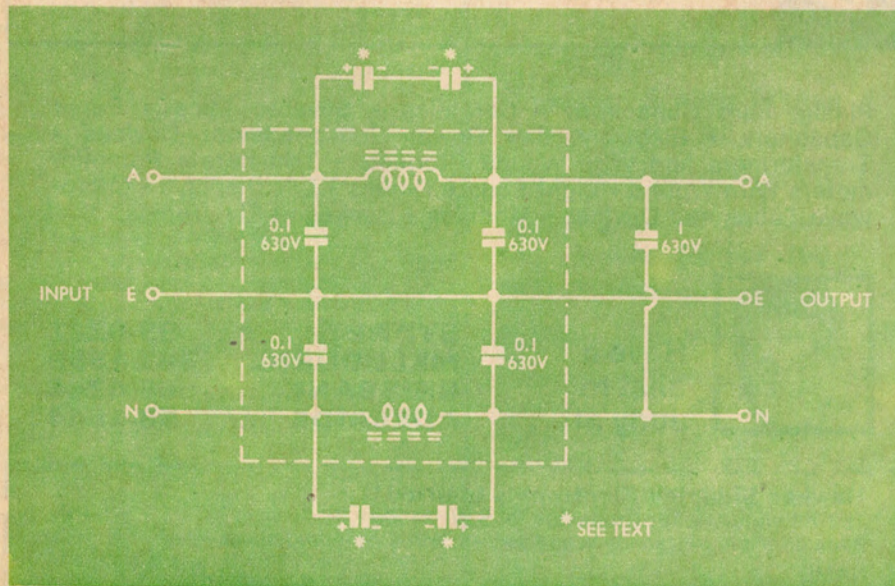 * *
+ - - +
A A
0.1 0.1 1
630V 630V 630V
INPUT E E OUTPUT
0.1 0.1
630V 630V
N N
+ - - +
* *
* SEE TEXT